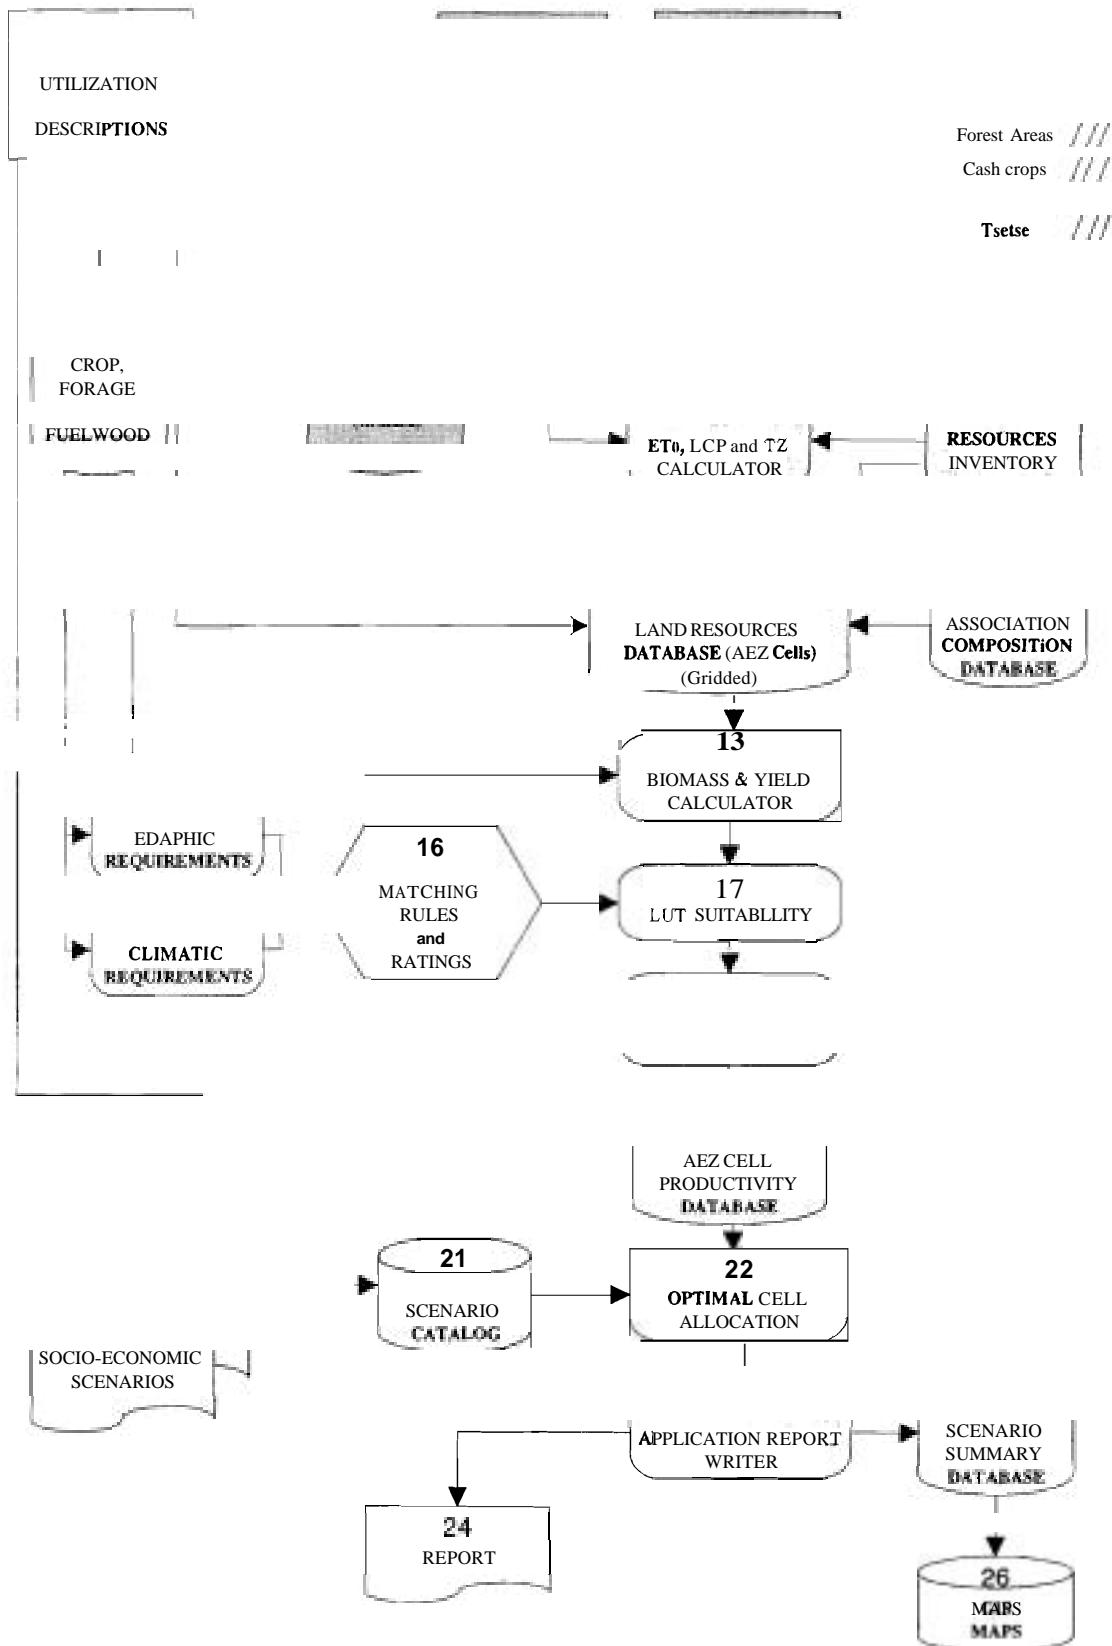 UTILIZATION
DESCRIPTIONS
Forest Areas
Cash crops
Tsetse
CROP,
FORAGE
FUELWOOD
ET0, LCP and TZ
CALCULATOR
RESOURCES
INVENTORY
LAND RESOURCES
DATABASE (AEZ Cells)
(Gridded)
ASSOCIATION
COMPOSITiON
DATABASE
13
BIOMASS & YIELD
CALCULATOR
EDAPHIC
REQUIREMENTS
16
MATCHING
RULES
and
RATINGS
17
LUT SUITABLLITY
CLIMATIC
REQUIREMENTS
AEZ CELL
PRODUCTIVITY
DATABASE
21
SCENARIO
CATALOG
22
OPTIMAL CELL
ALLOCATION
SOCIO-ECONOMIC
SCENARIOS
APPLICATION REPORT
WRITER
SCENARIO
SUMMARY
DATABASE
24
REPORT
26
MAPS